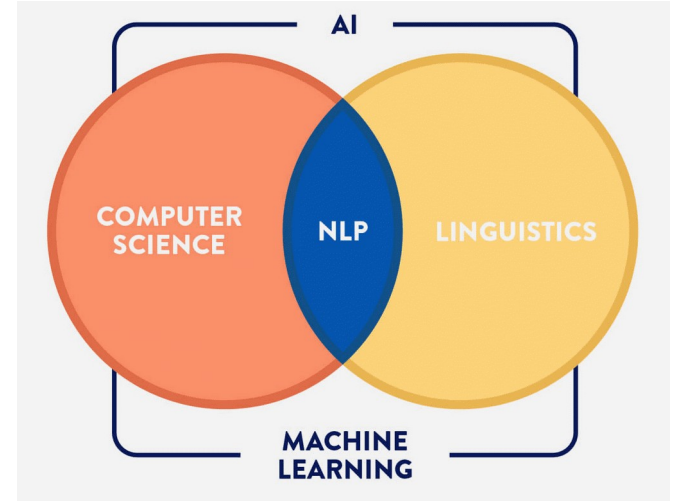 AI
COMPUTER
SCIENCE
NLP
LINGUISTICS
MACHINE
LEARNING